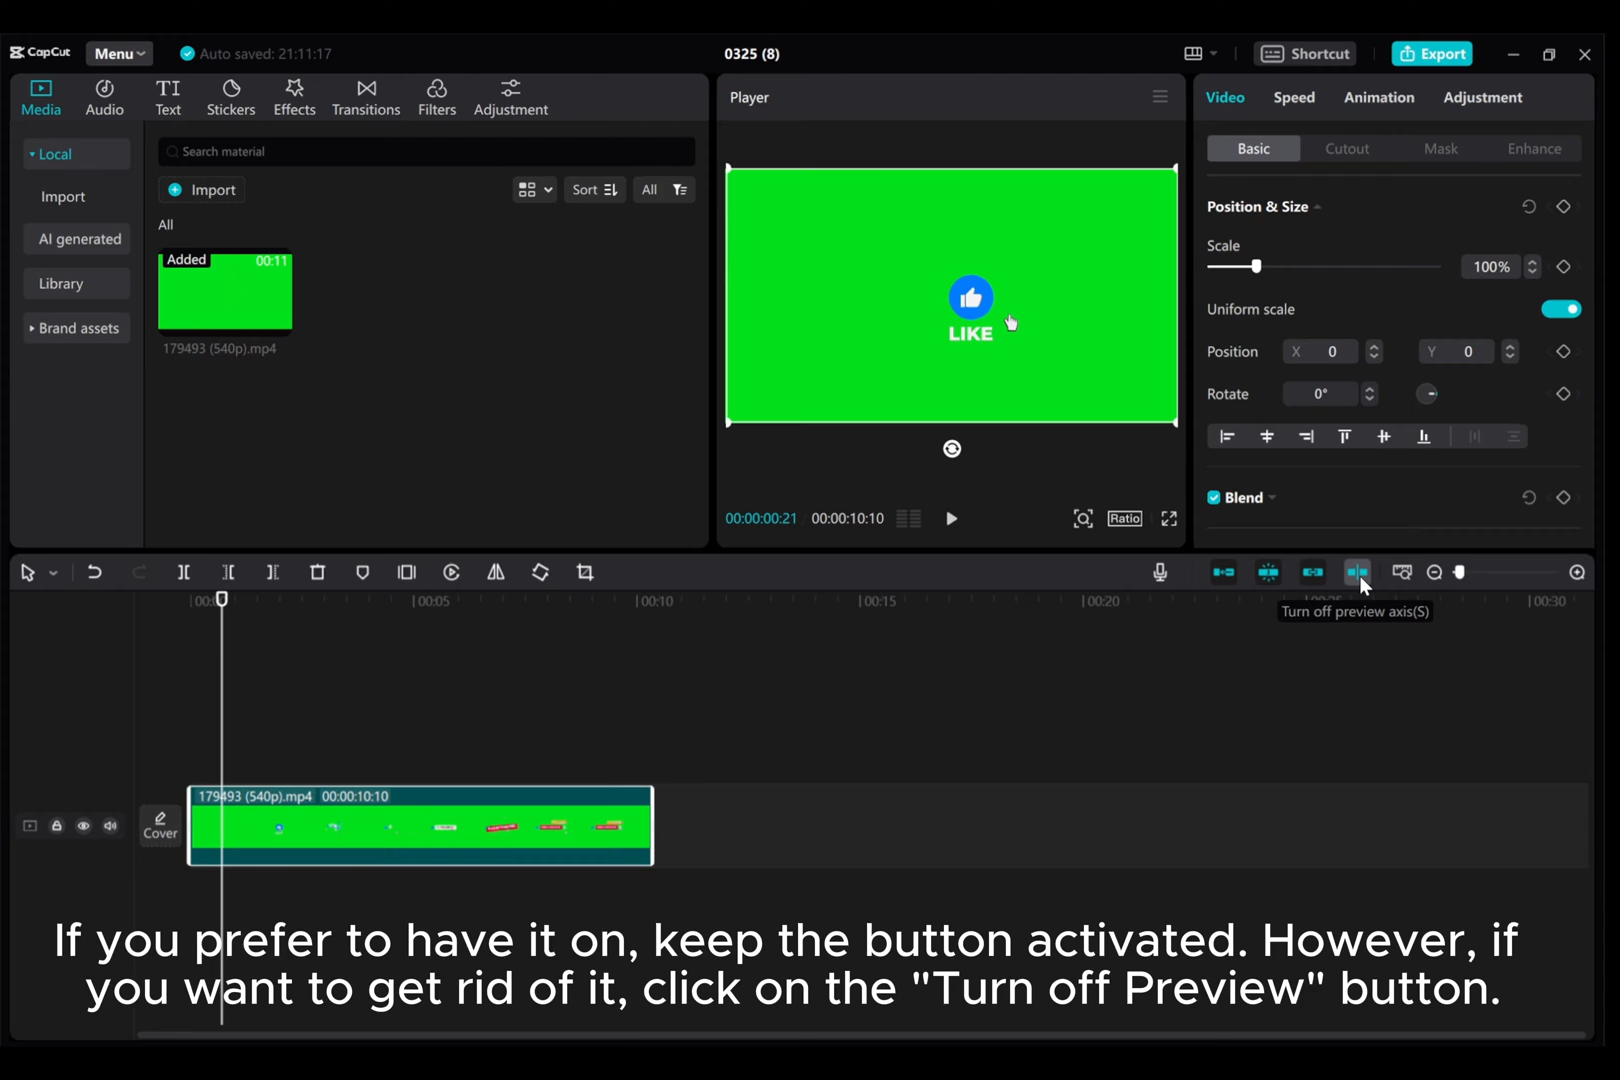 CapCut
Menu
Auto saved: 21:11:17
0325 (8)
Shortcut
Export
Media
Audio
TI
Text
Stickers
Effects
Transitions
Filters
Adjustment
Player
Video
Speed
Animation
Adjustment
Local
Search material
Basic
Cutout
Mask
Enhance
Import
Import
Sort
All
Position & Size
All
AI generated
Scale
100%
Added
00:11
Library
Uniform scale
Brand assets
LIKE
179493 (540p).mp4
Position
X
0
Y
0
Rotate
0°
Blend
00:00:00:21
00:00:10:10
Ratio
00:05
00:10
00:15
00:20
00:30
Turn off preview axis(S)
179493 (540p).mp4 00:00:10:10
Cover
If you prefer to have it on, keep the button activated. However, if
you want to get rid of it, click on the "Turn off Preview" button.